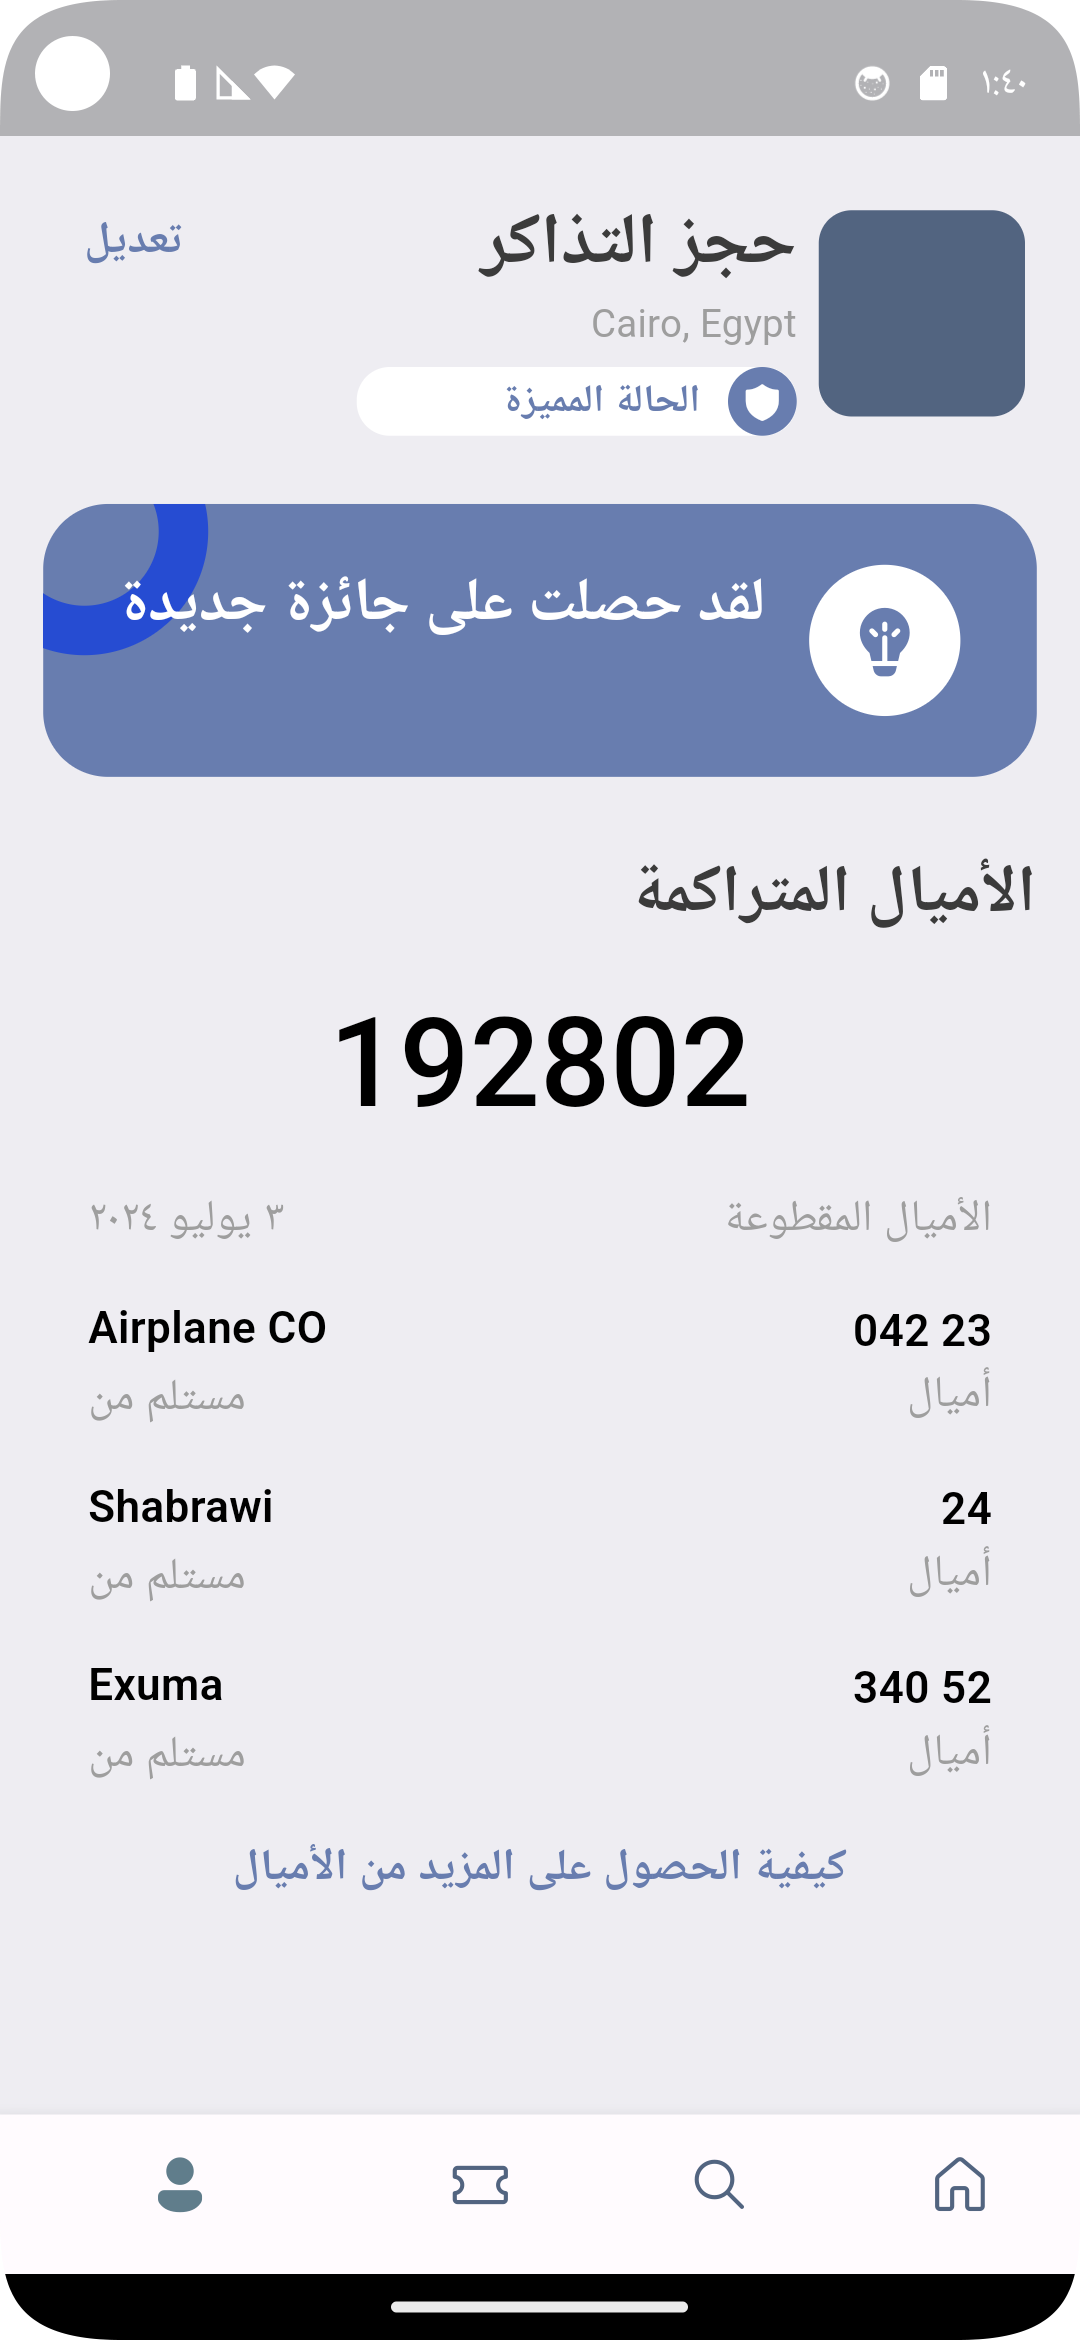 ١:٤٠
حجز التذاكر
تعديل
Cairo, Egypt
الحالة المميزة
لقد حصلت على جائزة جديدة
الأميال المتراكمة
192802
الأميال المقطوعة
٣ يوليو ٢٠٢٤
042 23
Airplane CO
أميال
مستلم من
24
Shabrawi
أميال
مستلم من
340 52
Exuma
أميال
مستلم من
كيفية الحصول على المزيد من الأميال